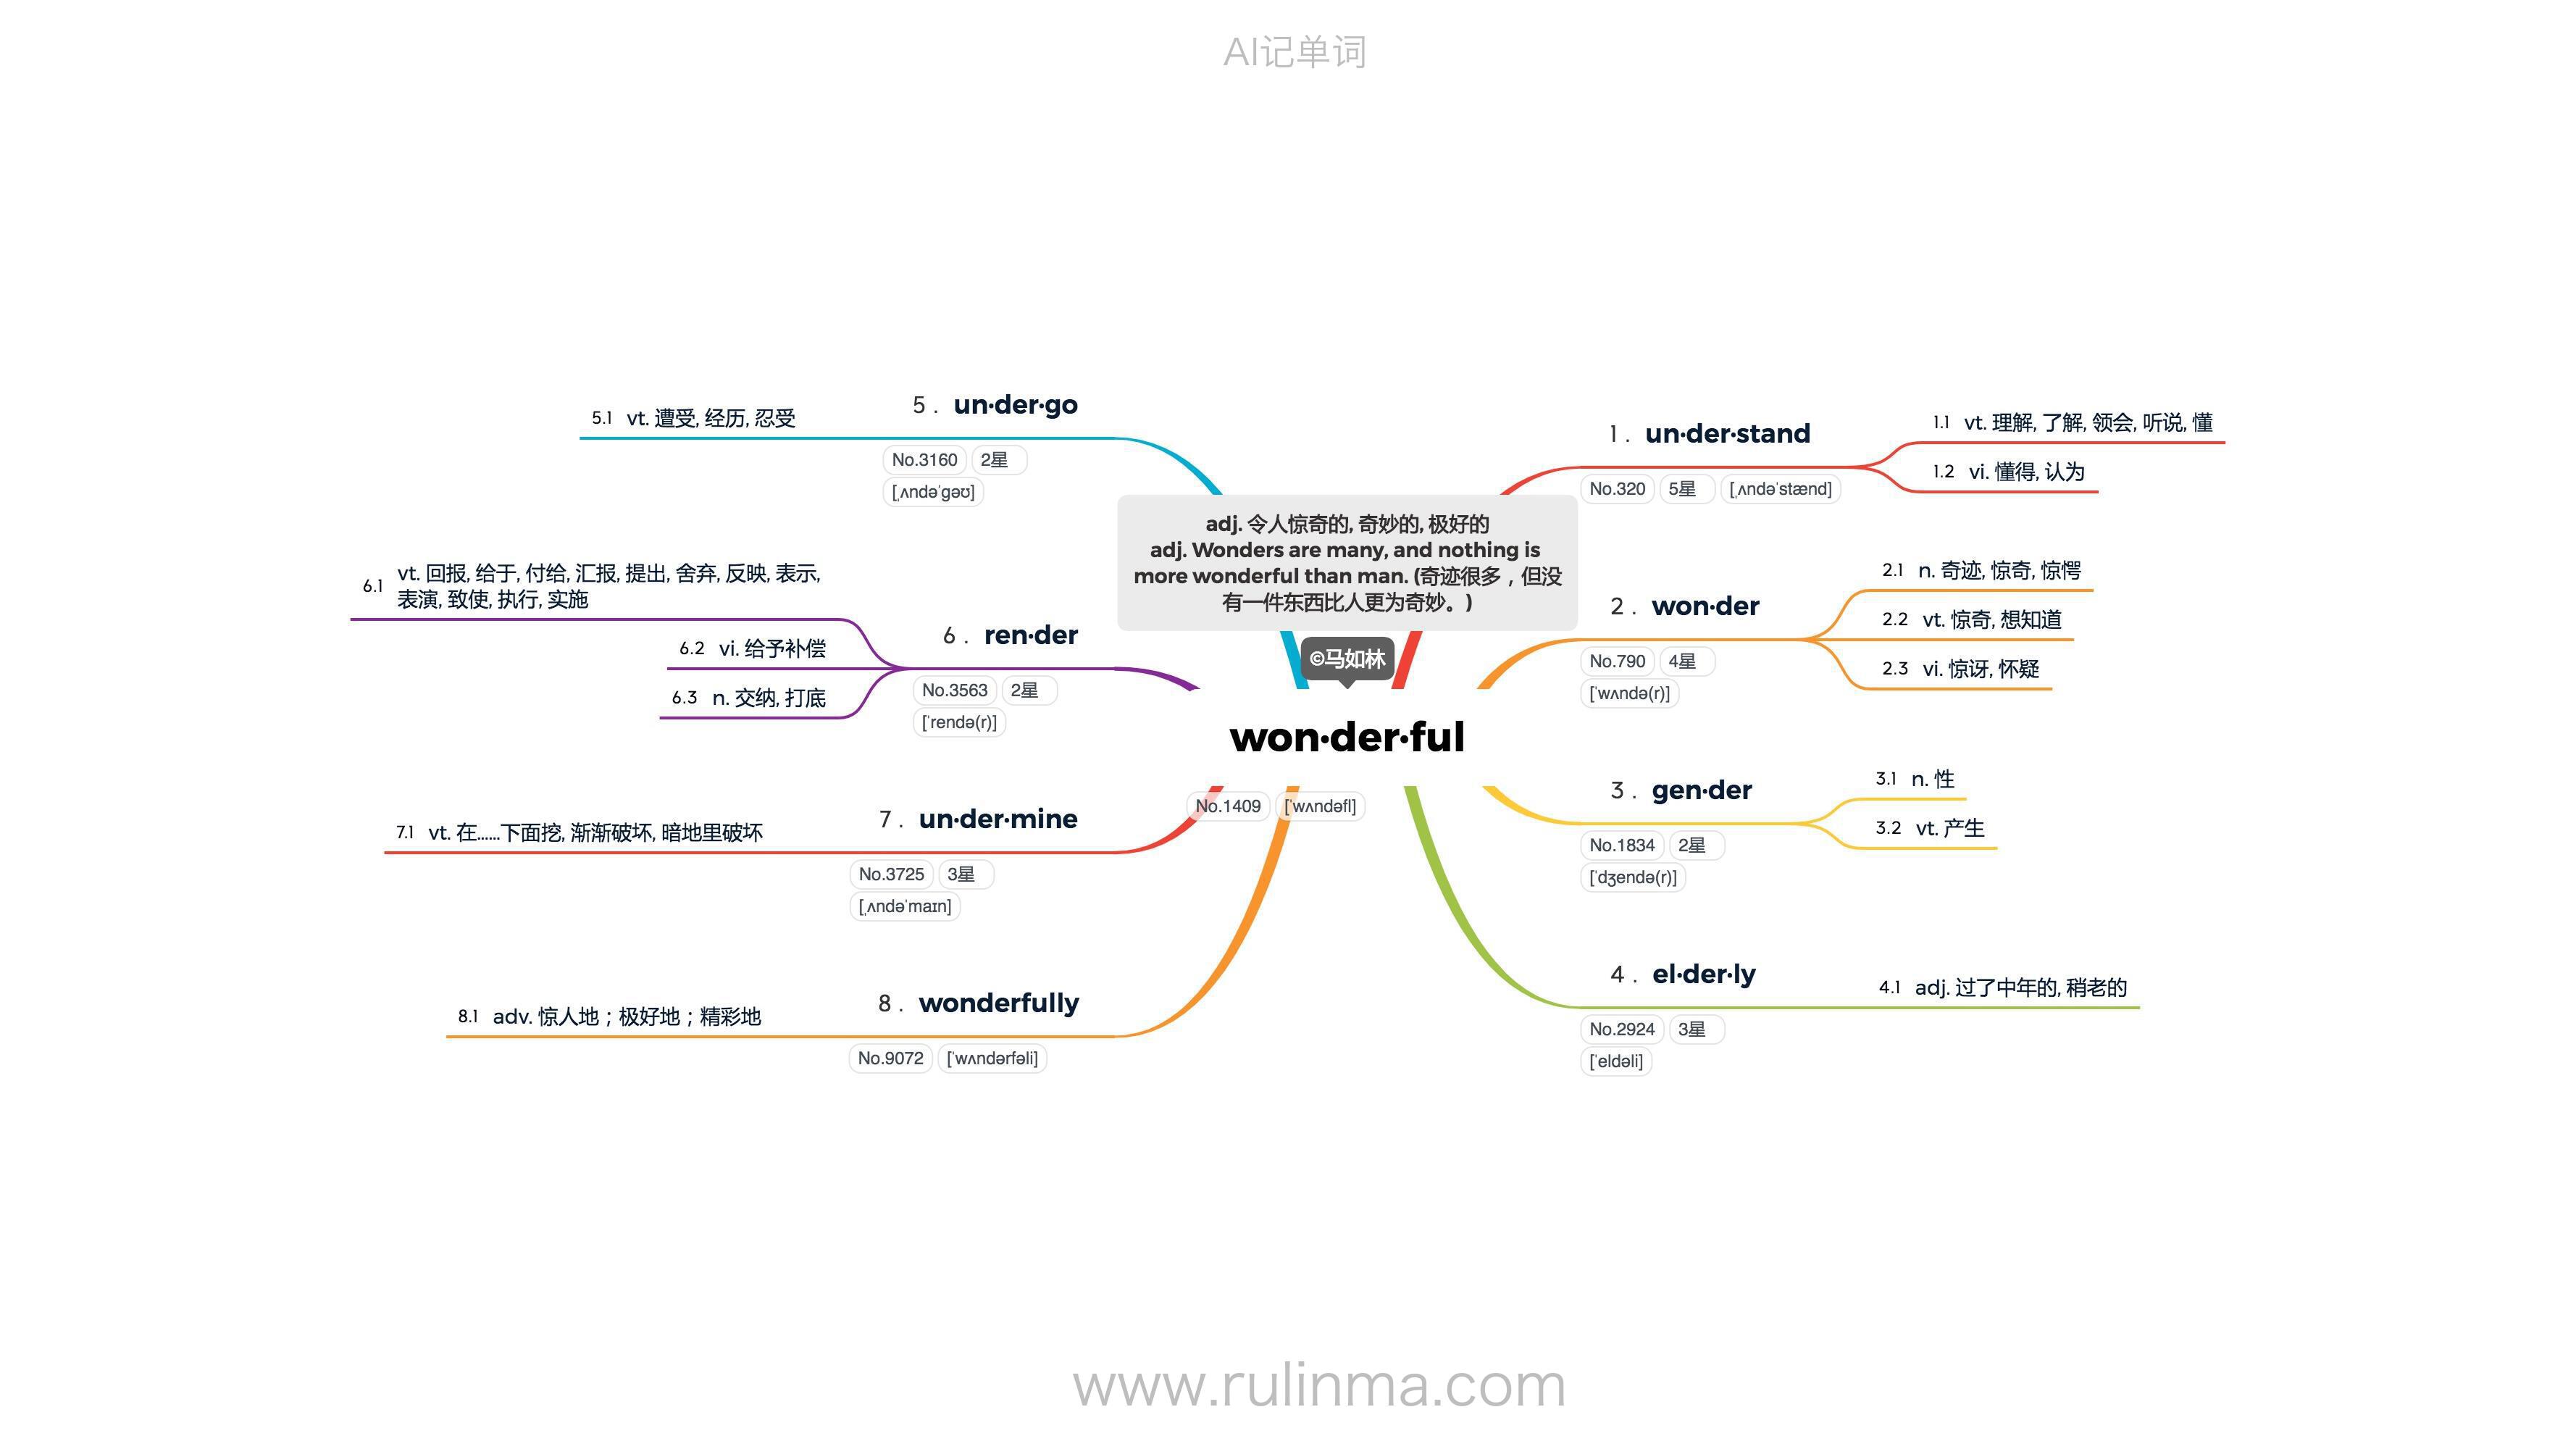 AI记单词
adj. 令人惊奇的, 奇妙的, 极好的
adj. Wonders are many, and nothing is
more wonderful than man. (奇迹很多，但没
有一件东西比人更为奇妙。)
©马如林
won·der·ful
No.1409 [ˈwʌndəfl]
1. un·der·stand
No.320 5星 [ˌʌndəˈstænd]
1.1 vt. 理解, 了解, 领会, 听说, 懂
1.2 vi. 懂得, 认为
2. won·der
No.790 4星
[ˈwʌndə(r)]
2.1 n. 奇迹, 惊奇, 惊愕
2.2 vt. 惊奇, 想知道
2.3 vi. 惊讶, 怀疑
3. gen·der
No.1834 2星
[ˈdʒendə(r)]
3.1 n. 性
3.2 vt. 产生
4. el·der·ly
No.2924 3星
[ˈeldəli]
4.1 adj. 过了中年的, 稍老的
5. un·der·go
No.3160 2星
[ˌʌndəˈɡəʊ]
5.1 vt. 遭受, 经历, 忍受
6. ren·der
No.3563 2星
[ˈrendə(r)]
6.1 vt. 回报, 给于, 付给, 汇报, 提出, 舍弃, 反映, 表示,
表演, 致使, 执行, 实施
6.2 vi. 给予补偿
6.3 n. 交纳, 打底
7. un·der·mine
No.3725 3星
[ˌʌndəˈmaɪn]
7.1 vt. 在……下面挖, 渐渐破坏, 暗地里破坏
8. wonderfully
No.9072 [ˈwʌndərfəli]
8.1 adv. 惊人地；极好地；精彩地
www.rulinma.com